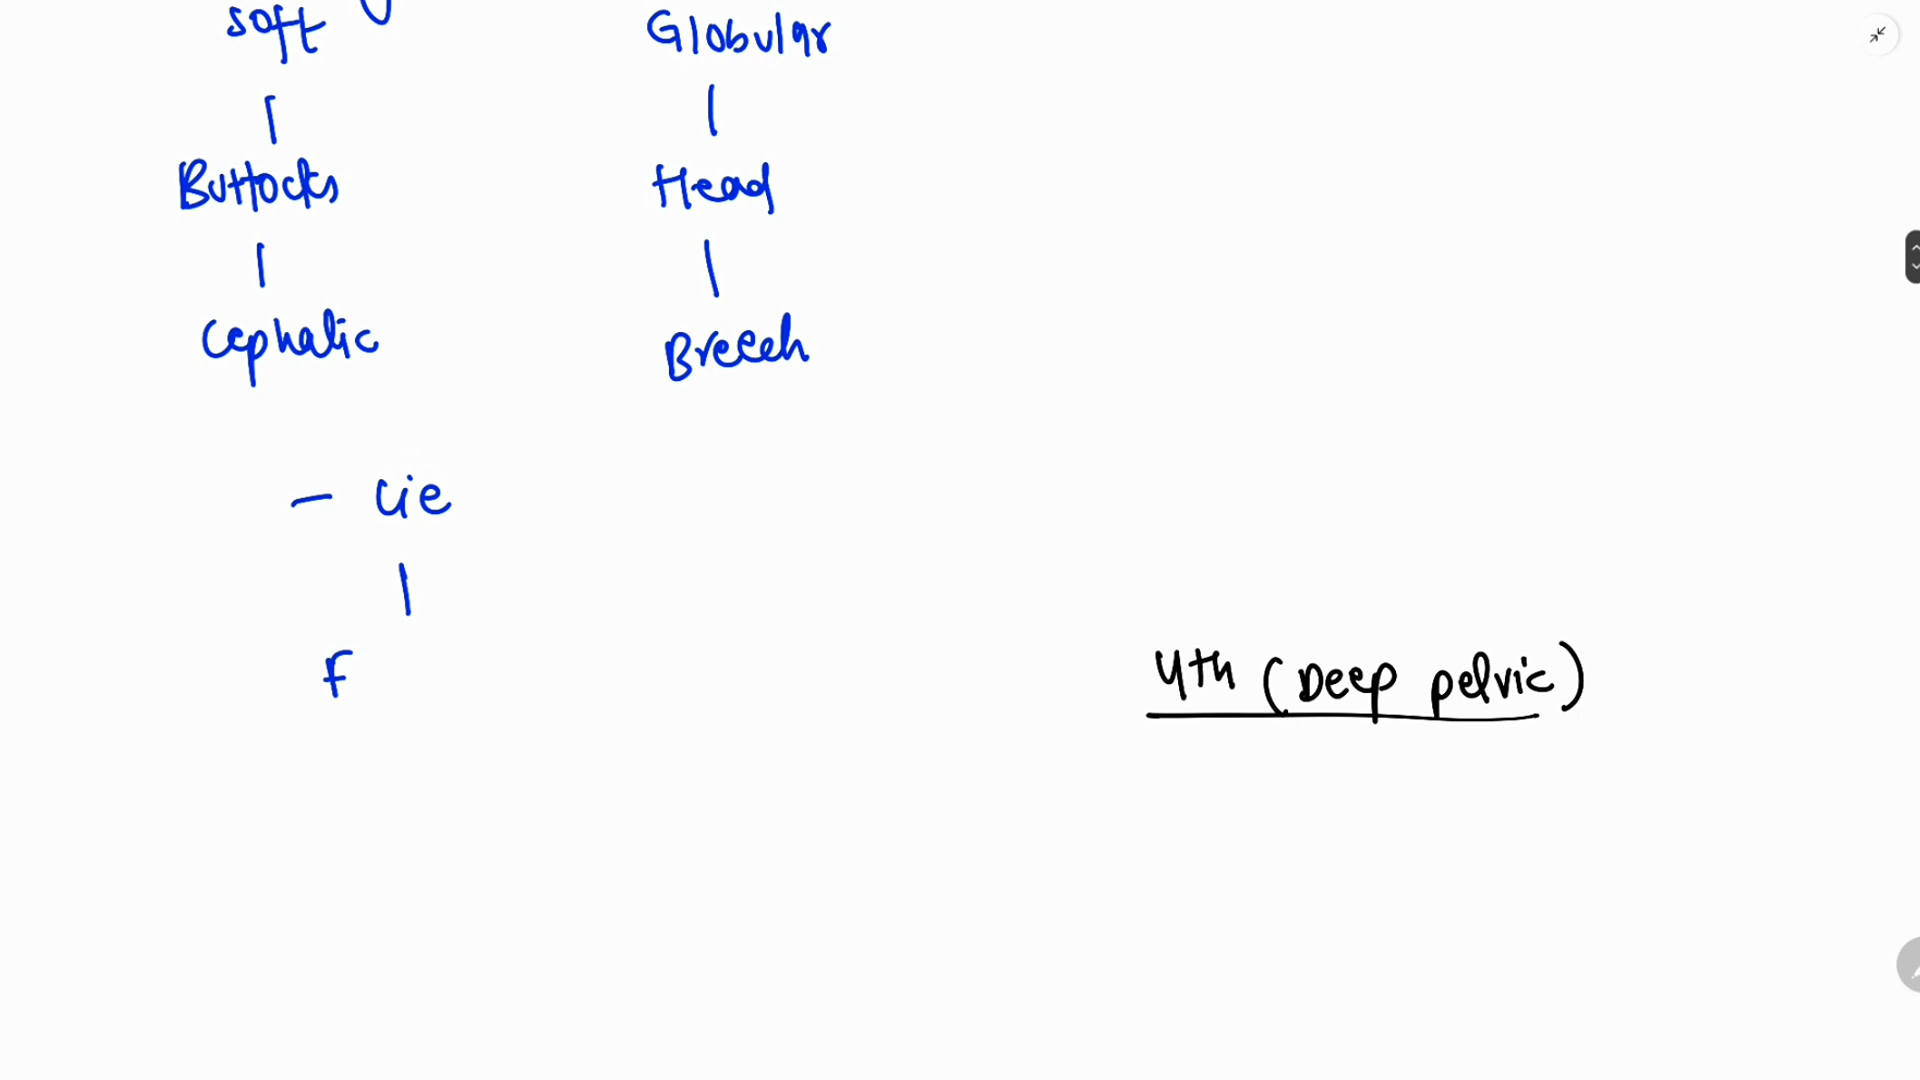 soft Globular
Buttocks Head
Cephalic Breech
- Lie
F
4th (Deep pelvic)